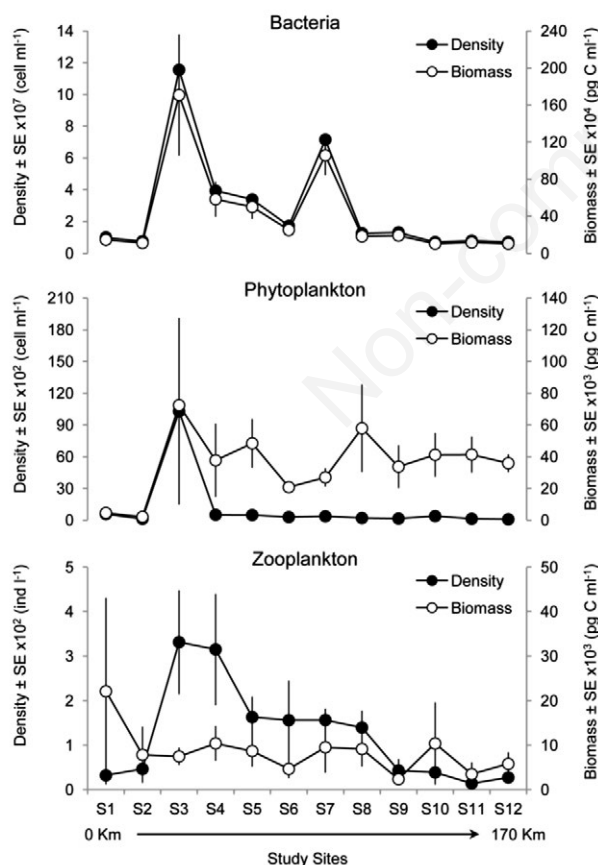 Bacteria
14
12
10
8
6
4
2
0
Density ± SE x10⁷ (cell ml⁻¹)
Density
Biomass
240
200
160
120
80
40
0
Biomass ± SE x10⁴ (pg C ml⁻¹)
Phytoplankton
210
180
150
120
90
60
30
0
Density ± SE x10² (cell ml⁻¹)
Density
Biomass
140
120
100
80
60
40
20
0
Biomass ± SE x10³ (pg C ml⁻¹)
Zooplankton
5
4
3
2
1
0
Density ± SE x10² (ind l⁻¹)
Density
Biomass
50
40
30
20
10
0
Biomass ± SE x10³ (pg C ml⁻¹)
S1 S2 S3 S4 S5 S6 S7 S8 S9 S10 S11 S12
0 Km 170 Km
Study Sites